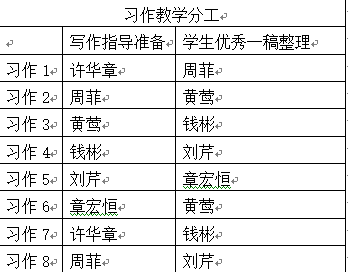 习作教学分工
写作指导准备 学生优秀一稿整理
习作 1 许华章 周菲
习作 2 周菲 黄莺
习作 3 黄莺 钱彬
习作 4 钱彬 刘芹
习作 5 刘芹 章宏恒
习作 6 章宏恒 黄莺
习作 7 许华章 钱彬
习作 8 周菲 刘芹